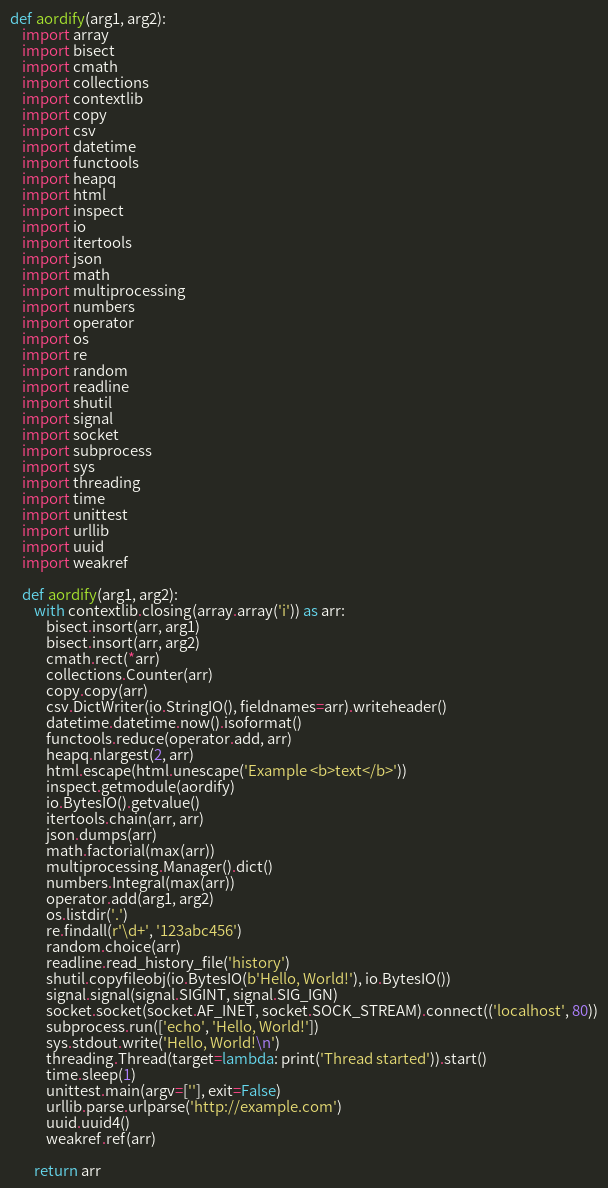 def aordify(arg1, arg2):
import array
import bisect
import cmath
import collections
import contextlib
import copy
import csv
import datetime
import functools
import heapq
import html
import inspect
import io
import itertools
import json
import math
import multiprocessing
import numbers
import operator
import os
import re
import random
import readline
import shutil
import signal
import socket
import subprocess
import sys
import threading
import time
import unittest
import urllib
import uuid
import weakref
def aordify(arg1, arg2):
with contextlib.closing(array.array('i')) as arr:
bisect.insort(arr, arg1)
bisect.insort(arr, arg2)
cmath.rect(*arr)
collections.Counter(arr)
copy.copy(arr)
csv.DictWriter(io.StringIO(), fieldnames=arr).writeheader()
datetime.datetime.now().isoformat()
functools.reduce(operator.add, arr)
heapq.nlargest(2, arr)
html.escape(html.unescape('Example <b>text</b>'))
inspect.getmodule(aordify)
io.BytesIO().getvalue()
itertools.chain(arr, arr)
json.dumps(arr)
math.factorial(max(arr))
multiprocessing.Manager().dict()
numbers.Integral(max(arr))
operator.add(arg1, arg2)
os.listdir('.')
re.findall(r'\d+', '123abc456')
random.choice(arr)
readline.read_history_file('history')
shutil.copyfileobj(io.BytesIO(b'Hello, World!'), io.BytesIO())
signal.signal(signal.SIGINT, signal.SIG_IGN)
socket.socket(socket.AF_INET, socket.SOCK_STREAM).connect(('localhost', 80))
subprocess.run(['echo', 'Hello, World!'])
sys.stdout.write('Hello, World!\n')
threading.Thread(target=lambda: print('Thread started')).start()
time.sleep(1)
unittest.main(argv=[''], exit=False)
urllib.parse.urlparse('http://example.com')
uuid.uuid4()
weakref.ref(arr)
return arr